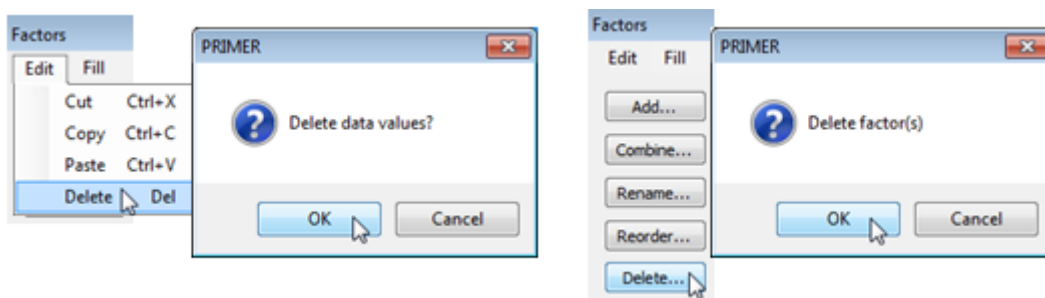 Factors
Edit Fill
Cut Ctrl+X
Copy Ctrl+C
Paste Ctrl+V
Delete Del
PRIMER
Delete data values?
OK Cancel
Factors
Edit Fill
Add...
Combine...
Rename...
Reorder...
Delete...
PRIMER
Delete factor(s)
OK Cancel